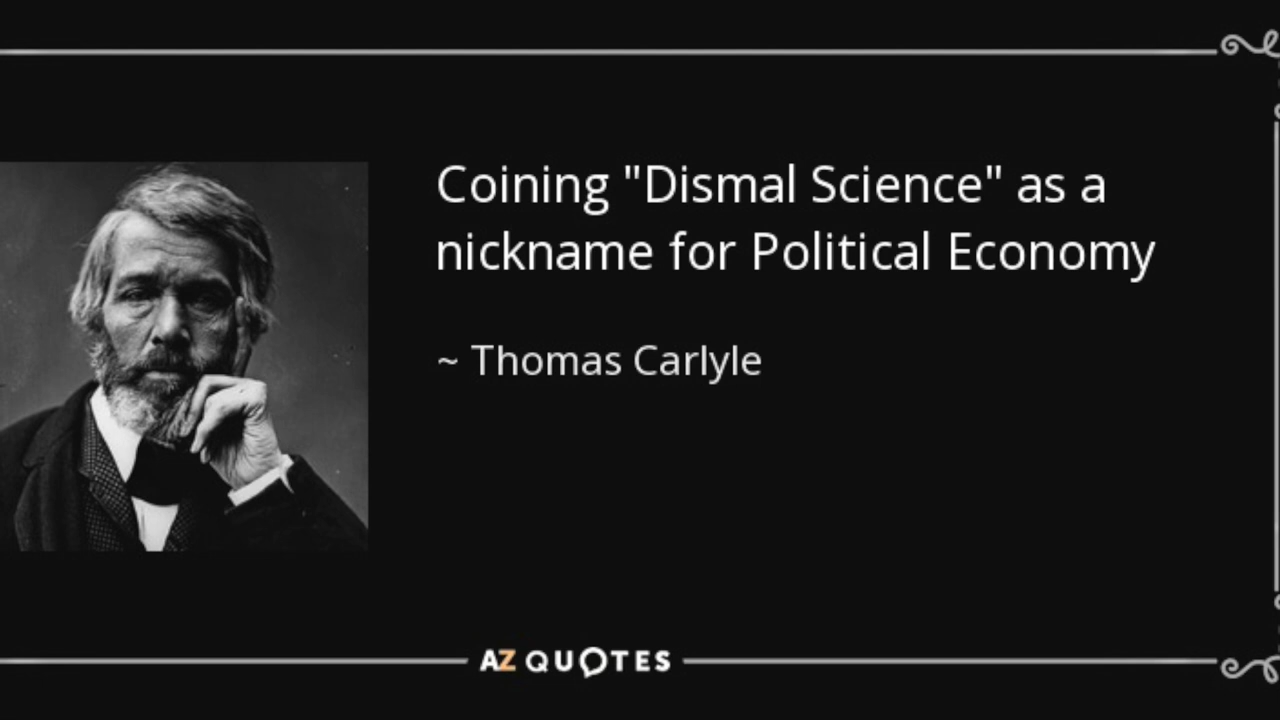 Coining "Dismal Science" as a
nickname for Political Economy
~ Thomas Carlyle
AZ QUOTES